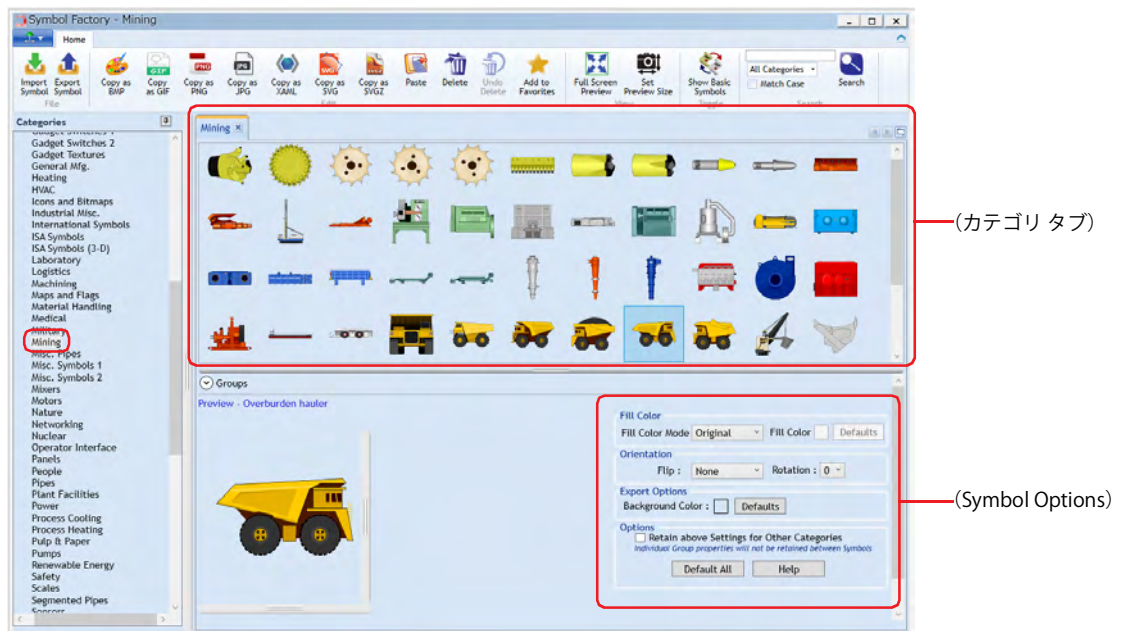 Symbol Factory - Mining
Home
Import Symbol
Export Symbol
Copy as BMP
Copy as GIF
Copy as PNG
Copy as JPG
Copy as XAML
Copy as SVG
Copy as SVGZ
Paste
Delete
Undo Delete
Add to Favorites
Full Screen Preview
Set Preview Size
Show Basic Symbols
All Categories
Match Case
Search
File
Edit
View
Toggle
Search
Categories
Gadget Switches 1
Gadget Switches 2
Gadget Textures
General Mfg.
Heating
HVAC
Icons and Bitmaps
Industrial Misc.
International Symbols
ISA Symbols
ISA Symbols (3-D)
Laboratory
Logistics
Machining
Maps and Flags
Material Handling
Medical
Military
Mining
Misc. Pipes
Misc. Symbols 1
Misc. Symbols 2
Mixers
Motors
Nature
Networking
Nuclear
Operator Interface
Panels
People
Pipes
Plant Facilities
Power
Process Cooling
Process Heating
Pulp & Paper
Pumps
Renewable Energy
Safety
Scales
Segmented Pipes
Sensors
Mining
(カテゴリ タブ)
Groups
Preview - Overburden hauler
Fill Color
Fill Color Mode Original Fill Color Defaults
Orientation
Flip : None Rotation : 0
Export Options
Background Color : Defaults
Options
Retain above Settings for Other Categories
Individual Group properties will not be retained between Symbols
Default All Help
(Symbol Options)